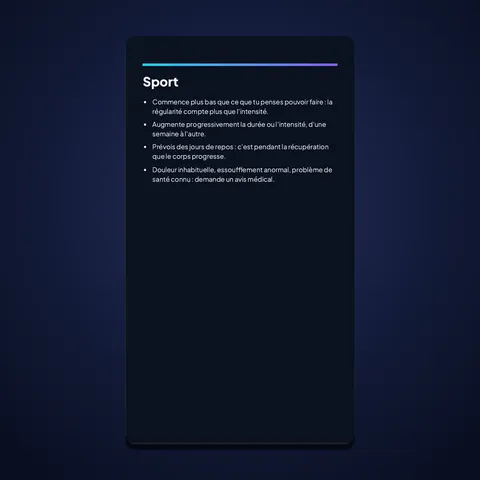 Sport
• Commence plus bas que ce que tu penses pouvoir faire : la
régularité compte plus que l'intensité.
• Augmente progressivement la durée ou l'intensité, d'une
semaine à l'autre.
• Prévois des jours de repos : c'est pendant la récupération
que le corps progresse.
• Douleur inhabituelle, essoufflement anormal, problème de
santé connu : demande un avis médical.